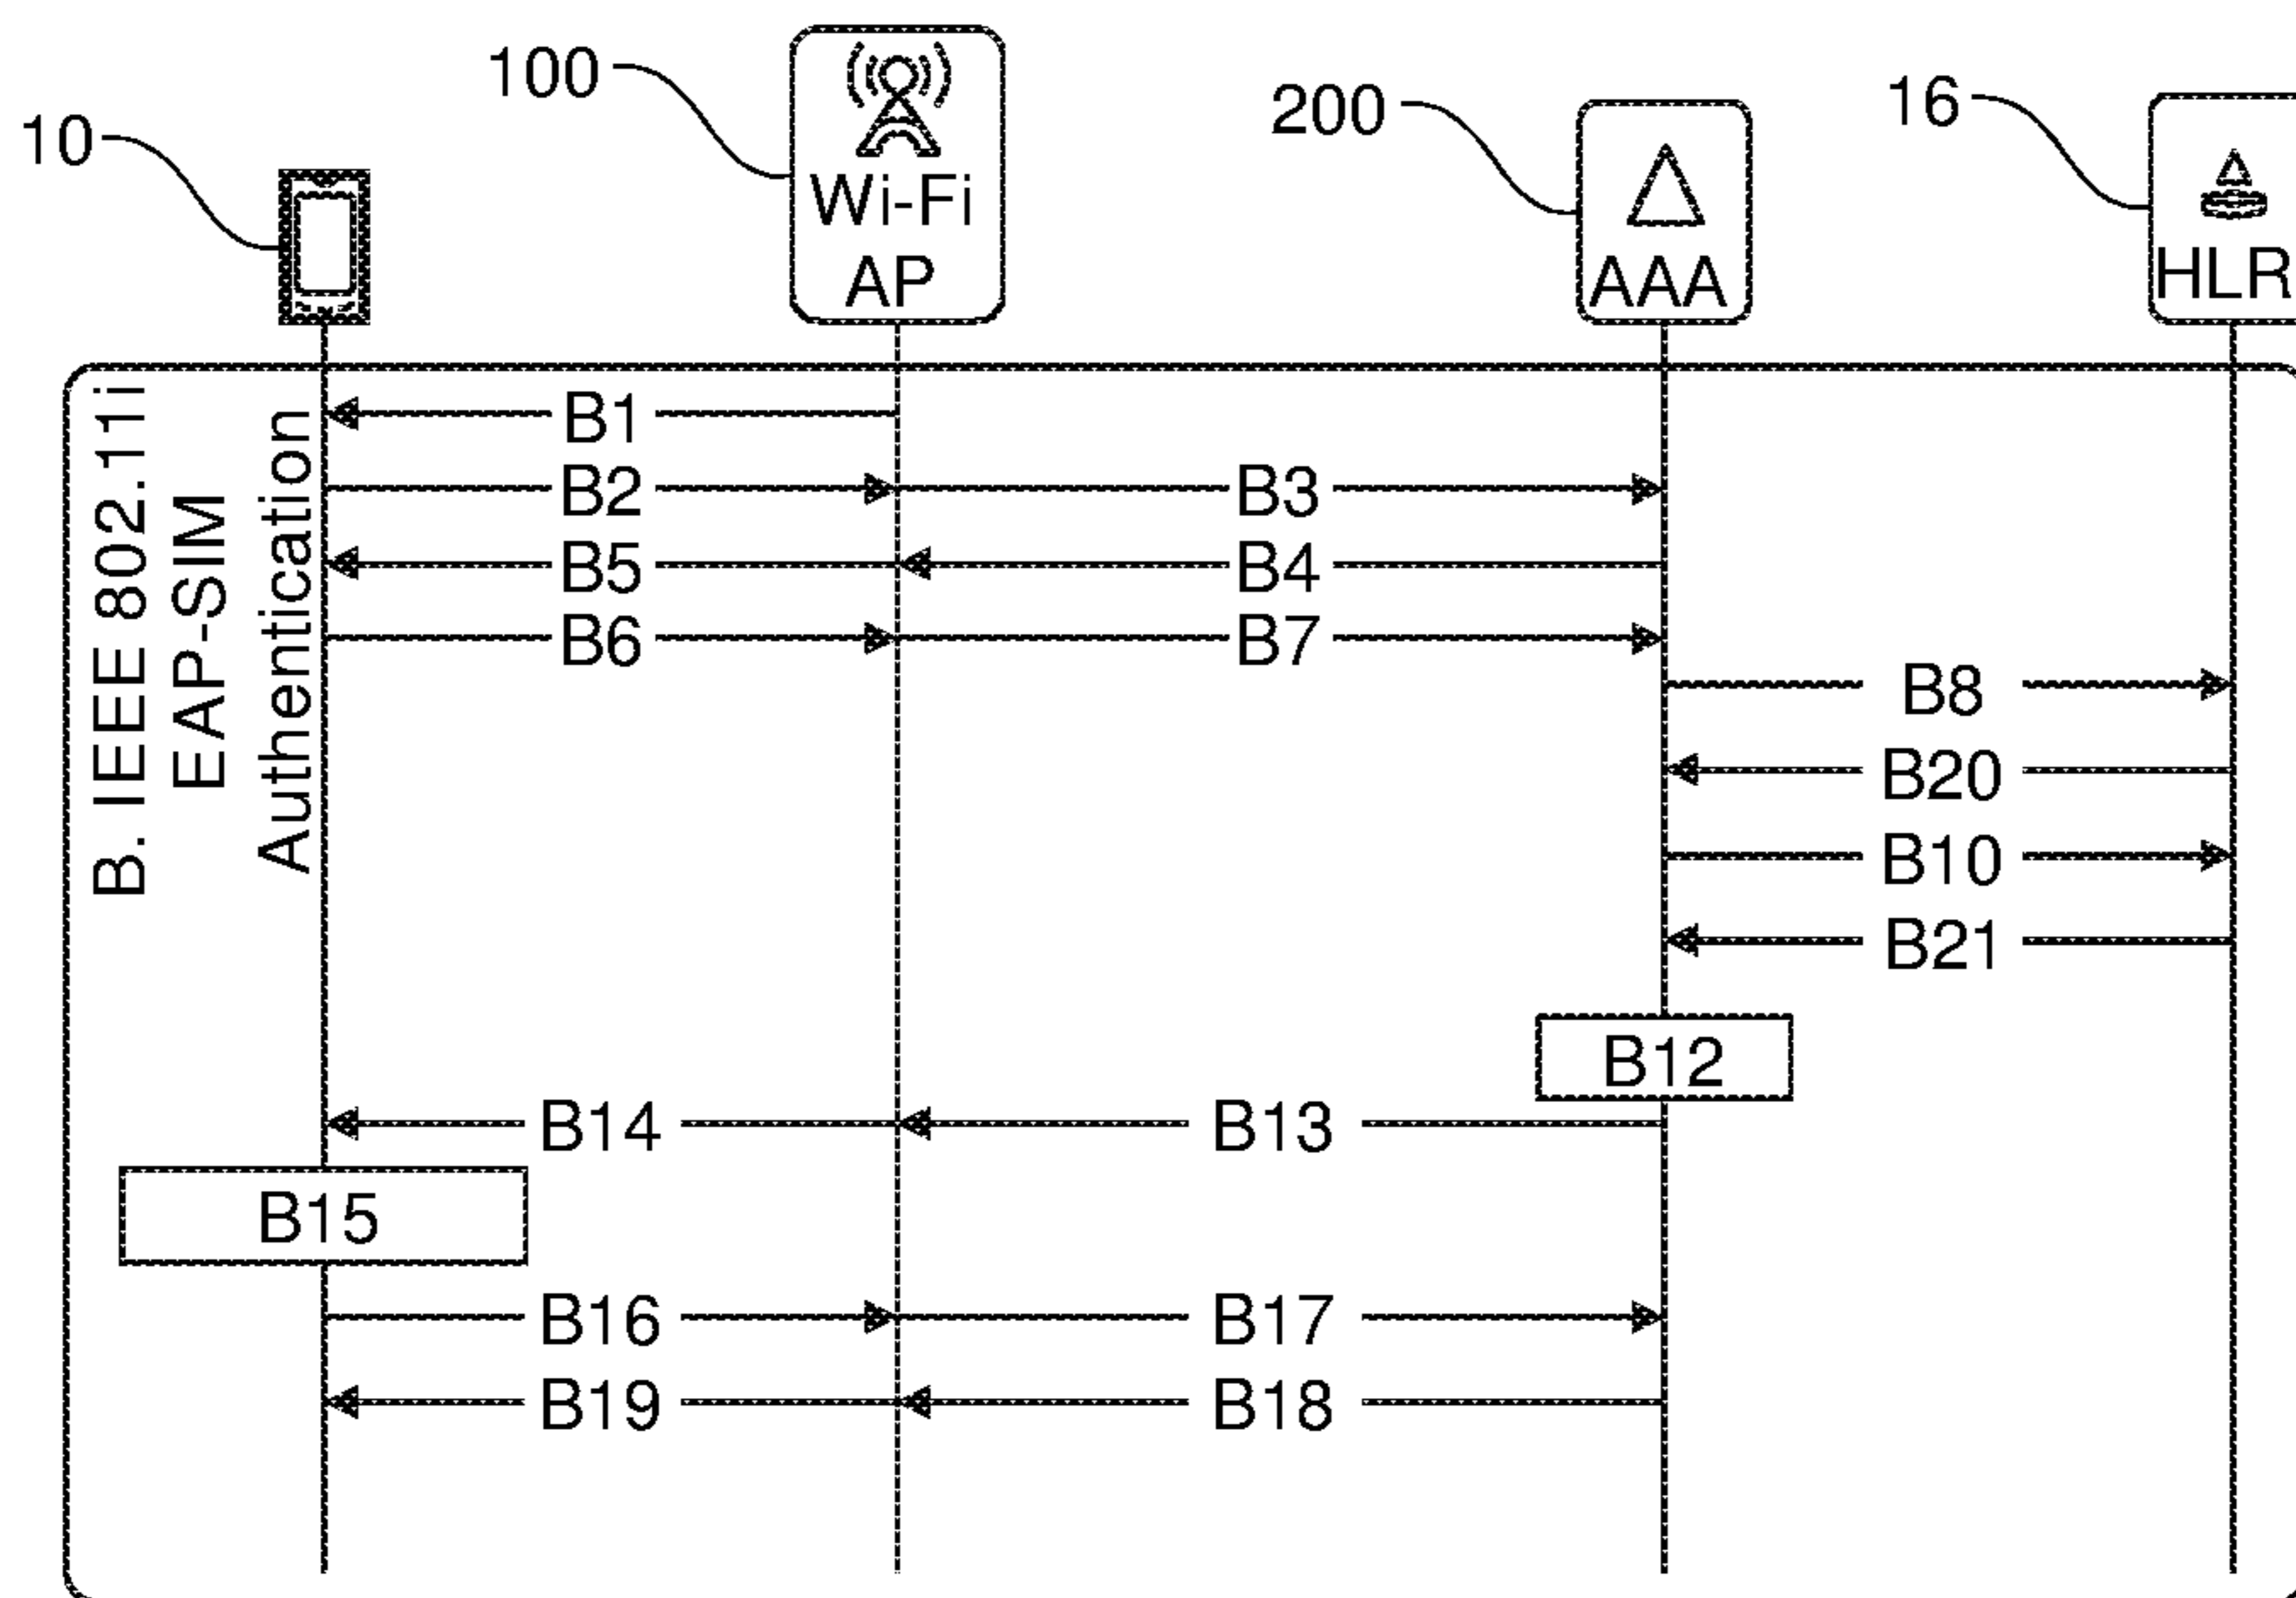 10
100
Wi-Fi
AP
200
AAA
16
HLR
B. IEEE 802.11i
EAP-SIM
Authentication
B1
B2
B3
B5
B4
B6
B7
B8
B20
B10
B21
B12
B14
B13
B15
B16
B17
B19
B18